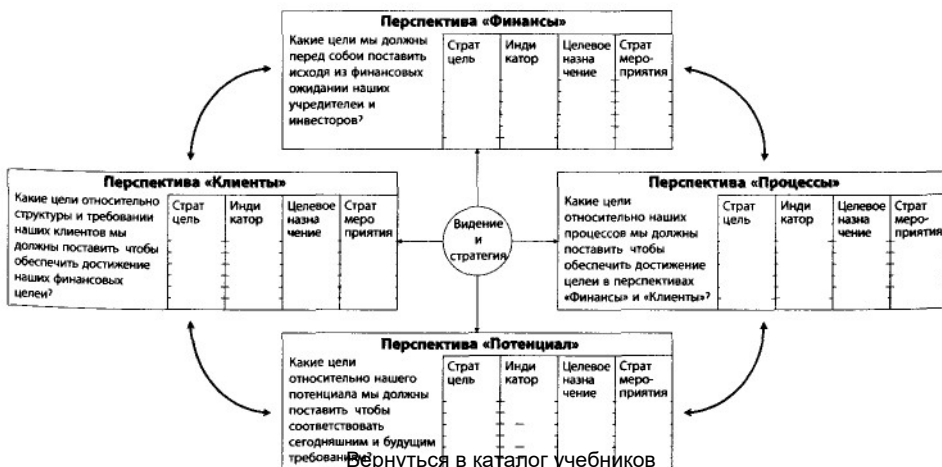 Перспектива «Финансы»
Какие цели мы должны
перед собои поставить
исходя из финансовых
ожидании наших
учредителеи и
инвесторов?
Страт
цель
Инди
катор
Целевое
назна
чение
Страт
меро-
приятия
Перспектива «Клиенты»
Какие цели относительно
структуры и требовании
наших клиентов мы
должны поставить чтобы
обеспечить достижение
наших финансовых
целеи?
Страт
цель
Инди
катор
Целевое
назна
чение
Страт
меро
приятия
Видение
и
стратегия
Перспектива «Процессы»
Какие цели
относительно наших
процессов мы должны
поставить чтобы
обеспечить достижение
целеи в перспективах
«Финансы» и «Клиенты»?
Страт
цель
Инди
катор
Целевое
назна
чение
Страт
меро-
приятия
Перспектива «Потенциал»
Какие цели
относительно нашего
потенциала мы должны
поставить чтобы
соответствовать
сегодняшним и будущим
требованиям?
Страт
цель
Инди
катор
Целевое
назна
чение
Страт
меро-
приятия
Вернуться в каталог учебников